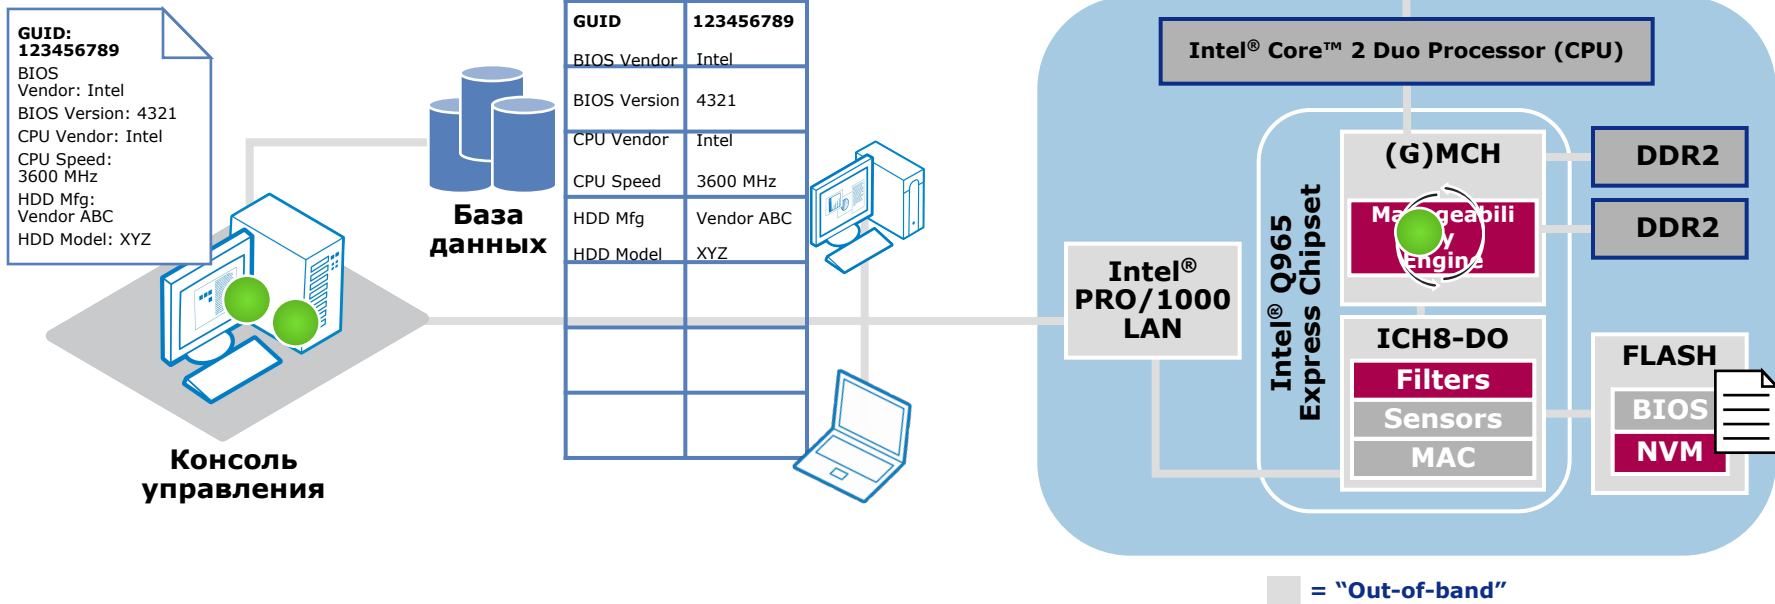 GUID:
123456789
BIOS
Vendor: Intel
BIOS Version: 4321
CPU Vendor: Intel
CPU Speed:
3600 MHz
HDD Mfg:
Vendor ABC
HDD Model: XYZ
Консоль
управления
База
данных
GUID 123456789
BIOS Vendor Intel
BIOS Version 4321
CPU Vendor Intel
CPU Speed 3600 MHz
HDD Mfg Vendor ABC
HDD Model XYZ
Intel® Core™ 2 Duo Processor (CPU)
Intel®
PRO/1000
LAN
Intel® Q965
Express Chipset
(G)MCH
Engine
DDR2
DDR2
ICH8-DO
Filters
Sensors
MAC
FLASH
BIOS
NVM
= “Out-of-band”